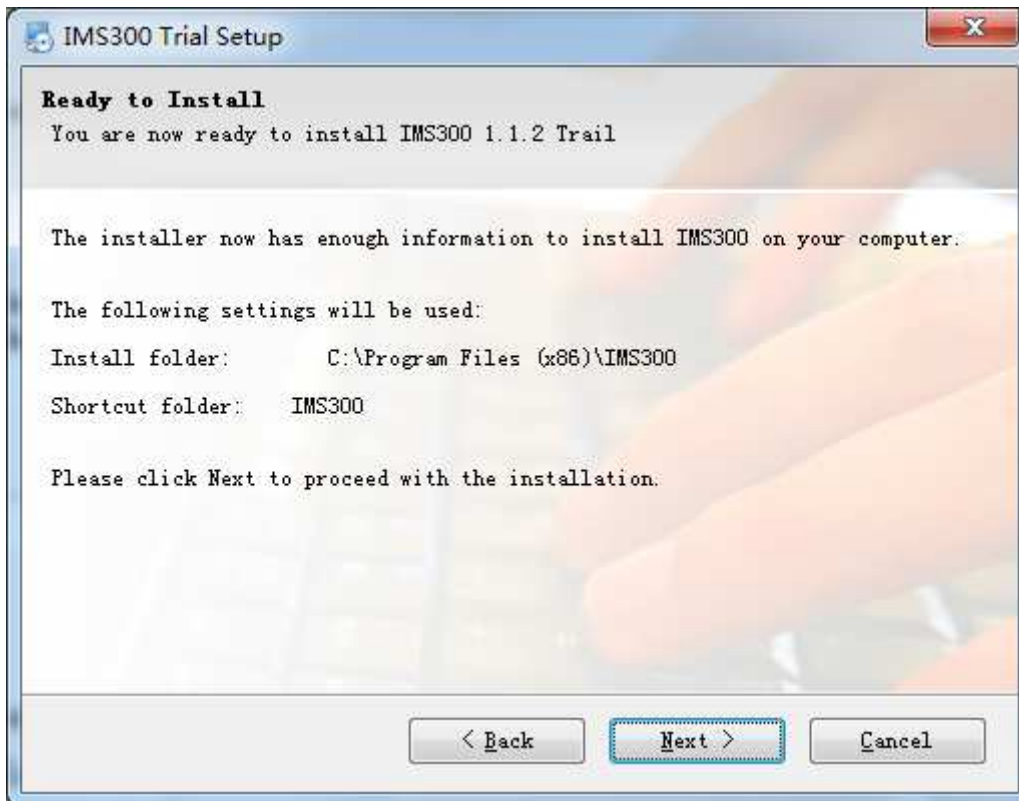 IMS300 Trial Setup
Ready to Install
You are now ready to install IMS300 1.1.2 Trail
The installer now has enough information to install IMS300 on your computer.
The following settings will be used:
Install folder: C:\Program Files (x86)\IMS300
Shortcut folder: IMS300
Please click Next to proceed with the installation.
< Back Next > Cancel